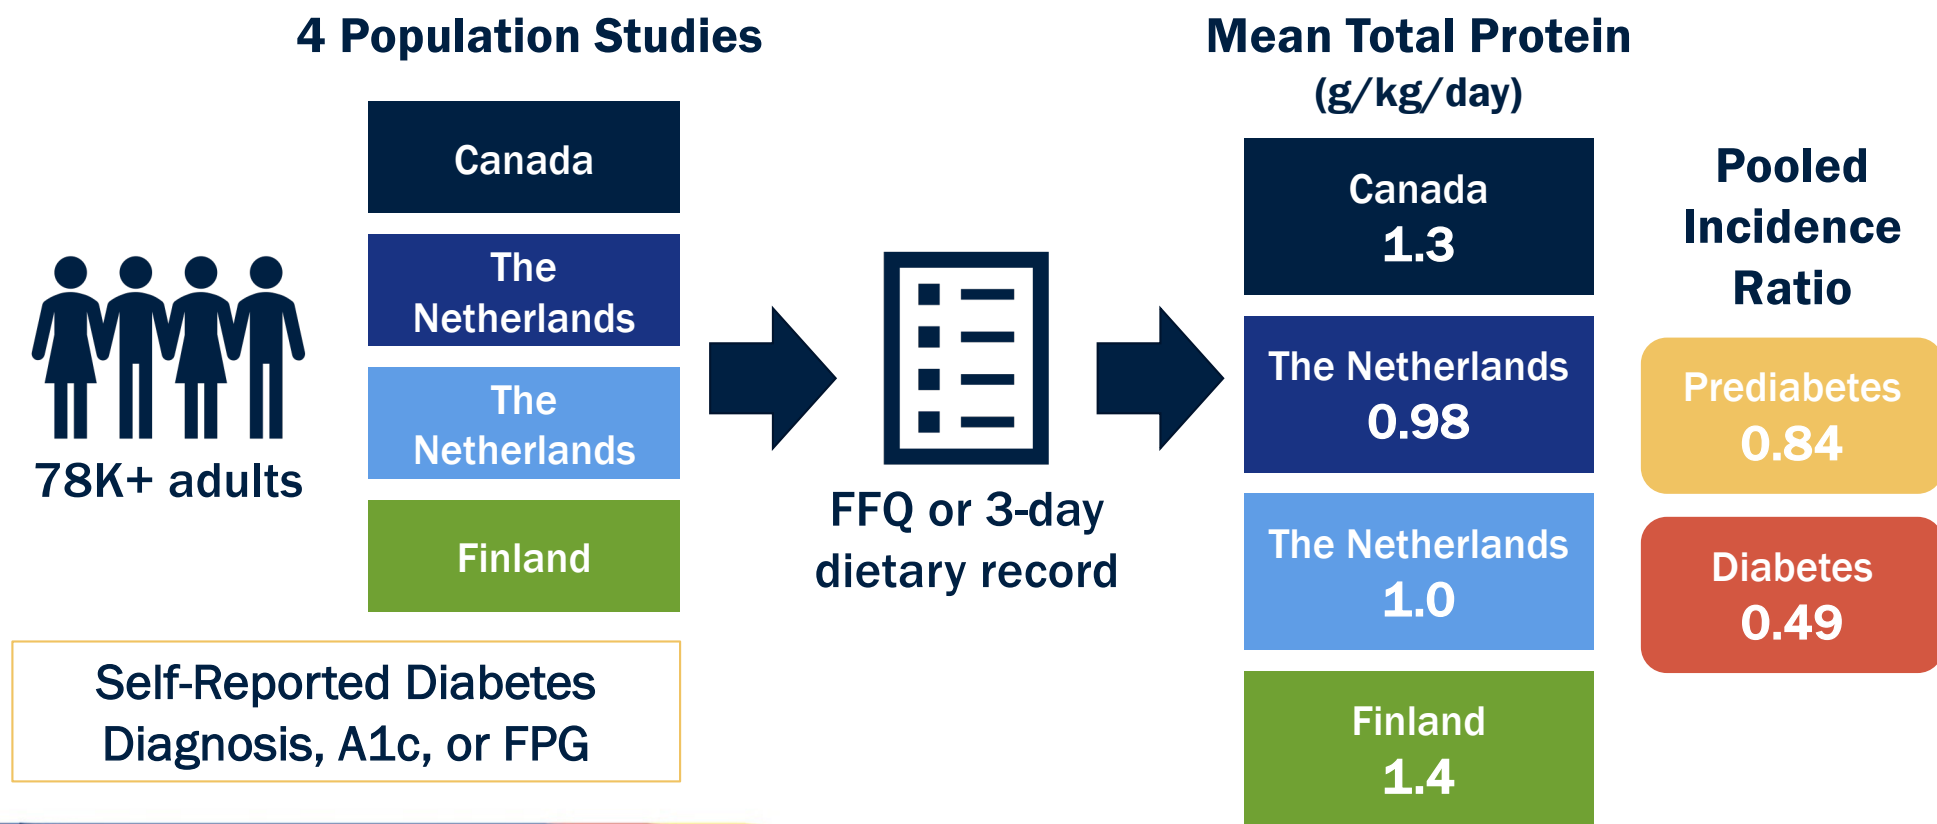 4 Population Studies
Canada
The
Netherlands
The
Netherlands
Finland
78K+ adults
Self-Reported Diabetes
Diagnosis, A1c, or FPG
FFQ or 3-day
dietary record
Mean Total Protein
(g/kg/day)
Canada
1.3
The Netherlands
0.98
The Netherlands
1.0
Finland
1.4
Pooled
Incidence
Ratio
Prediabetes
0.84
Diabetes
0.49